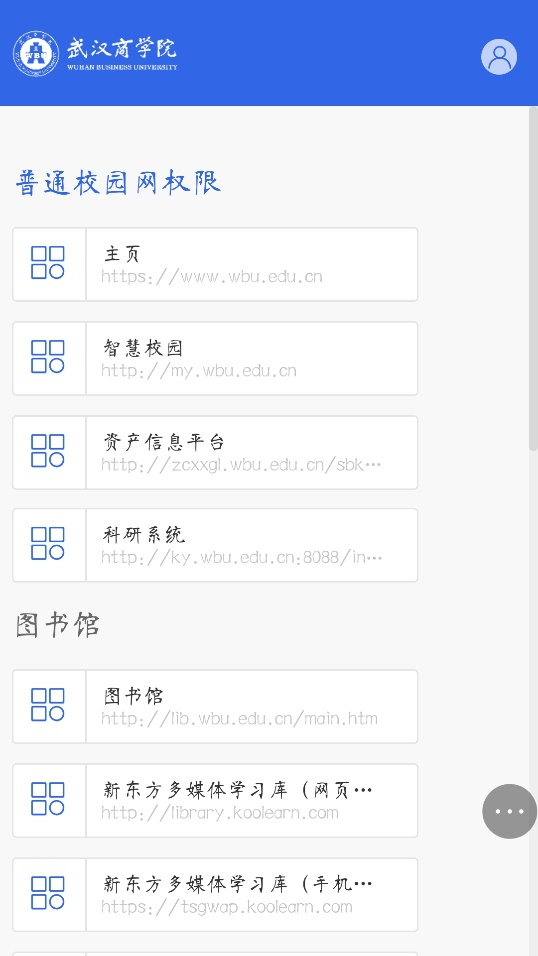 武汉商学院
WUHAN BUSINESS UNIVERSITY
普通校园网权限
主页
https://www.wbu.edu.cn
智慧校园
http://my.wbu.edu.cn
资产信息平台
http://zcxxgl.wbu.edu.cn/sbk…
科研系统
http://ky.wbu.edu.cn:8088/in…
图书馆
图书馆
http://lib.wbu.edu.cn/main.htm
新东方多媒体学习库（网页…
http://library.koolearn.com
新东方多媒体学习库（手机…
https://tsgwap.koolearn.com